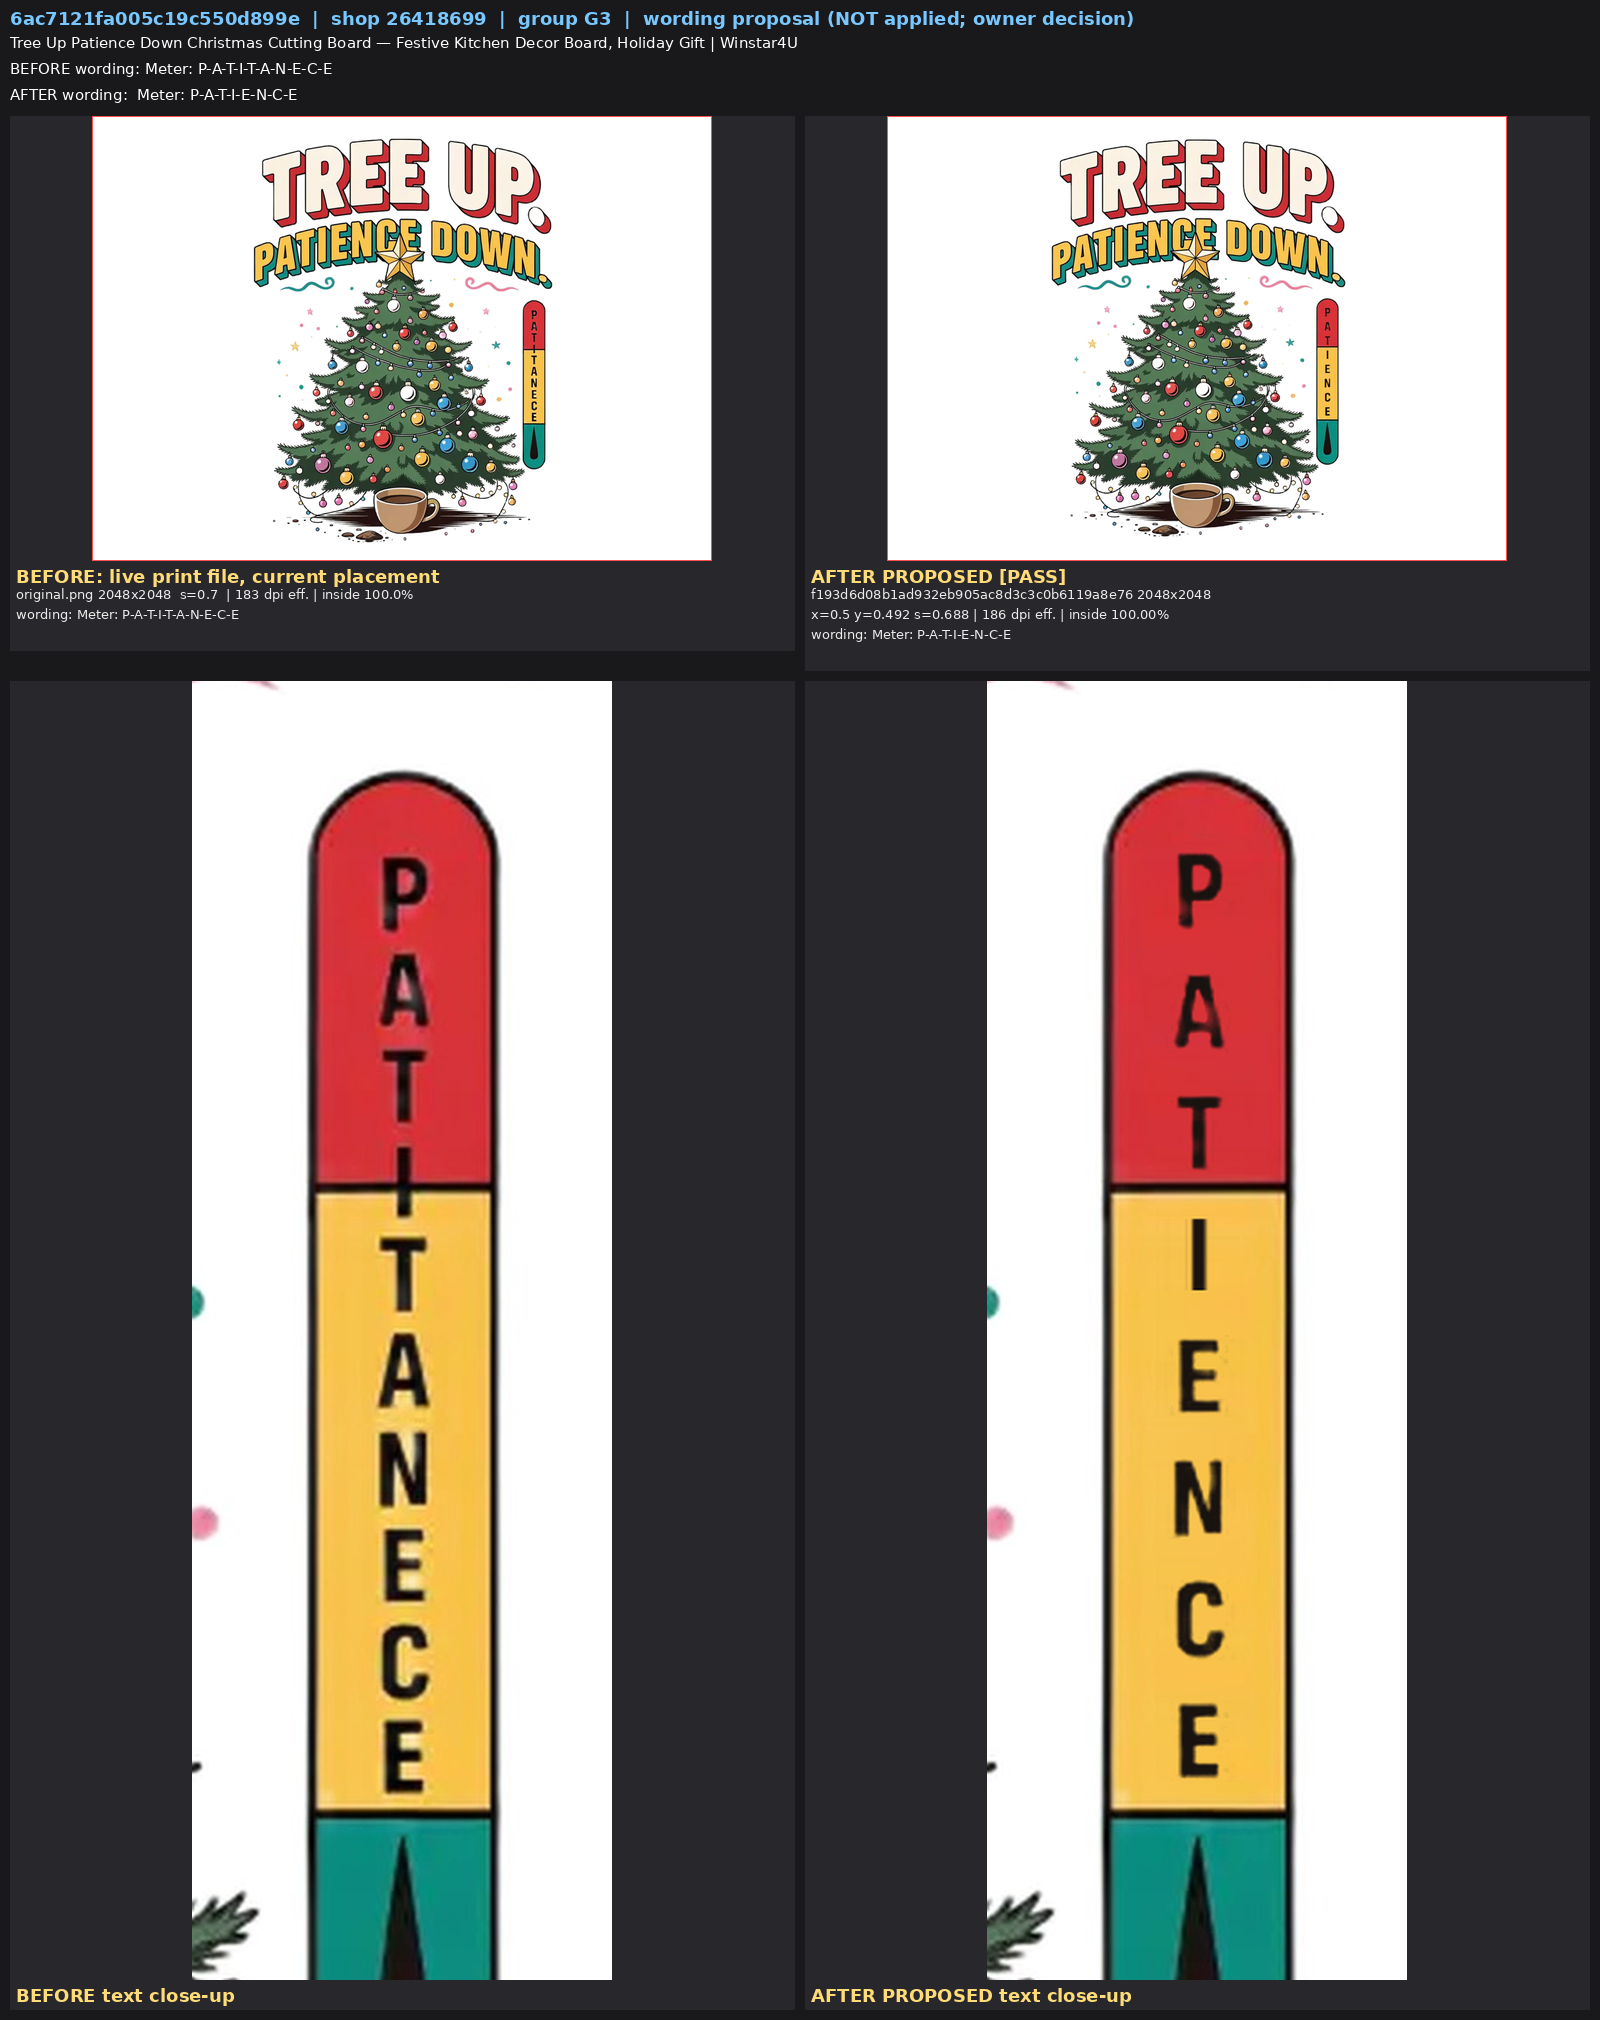 6ac7121fa005c19c550d899e | shop 26418699 | group G3 | wording proposal (NOT applied; owner decision)
Tree Up Patience Down Christmas Cutting Board — Festive Kitchen Decor Board, Holiday Gift | Winstar4U
BEFORE wording: Meter: P-A-T-I-T-A-N-E-C-E
AFTER wording:  Meter: P-A-T-I-E-N-C-E
TREE UP.
PATIENCE DOWN.
PATITANECE
BEFORE: live print file, current placement
original.png 2048x2048  s=0.7  | 183 dpi eff. | inside 100.0%
wording: Meter: P-A-T-I-T-A-N-E-C-E
TREE UP.
PATIENCE DOWN.
PATIENCE
AFTER PROPOSED [PASS]
f193d6d08b1ad932eb905ac8d3c3c0b6119a8e76 2048x2048
x=0.5 y=0.492 s=0.688 | 186 dpi eff. | inside 100.00%
wording: Meter: P-A-T-I-E-N-C-E
P
A
T
I
T
A
N
E
C
E
BEFORE text close-up
P
A
T
I
E
N
C
E
AFTER PROPOSED text close-up